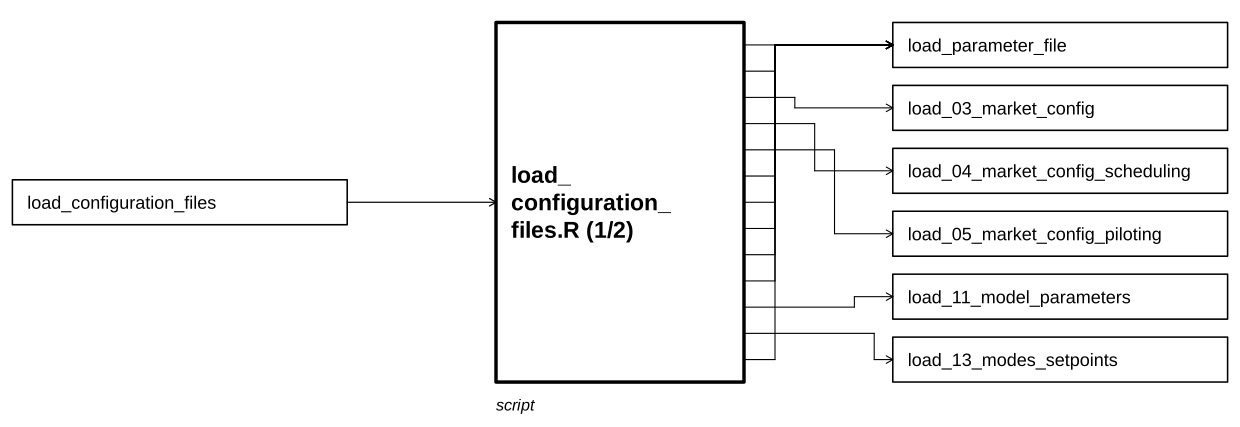 load_configuration_files
load_
configuration_
files.R (1/2)
script
load_parameter_file
load_03_market_config
load_04_market_config_scheduling
load_05_market_config_piloting
load_11_model_parameters
load_13_modes_setpoints